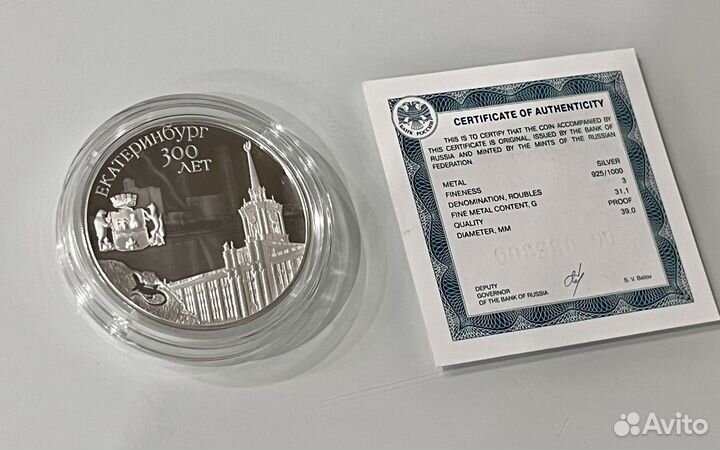 ЕКАТЕРИНБУРГ
300
ЛЕТ
БАНК РОССИИ
CERTIFICATE OF AUTHENTICITY
THIS IS TO CERTIFY THAT THE COIN ACCOMPANIED BY
THIS CERTIFICATE IS ORIGINAL, ISSUED BY THE BANK OF
RUSSIA AND MINTED BY THE MINTS OF THE RUSSIAN
FEDERATION.
METAL SILVER
FINENESS 925/1000
DENOMINATION, ROUBLES 3
FINE METAL CONTENT, G 31,1
QUALITY PROOF
DIAMETER, MM 39,0
DEPUTY
GOVERNOR
OF THE BANK OF RUSSIA
S. V. Belov
Avito